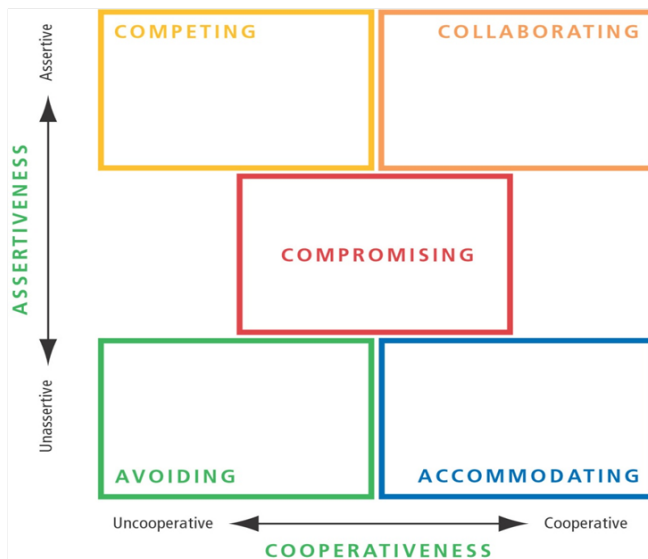 COMPETING
COLLABORATING
Assertive
ASSERTIVENESS
COMPROMISING
Unassertive
AVOIDING
ACCOMMODATING
Uncooperative
Cooperative
COOPERATIVENESS